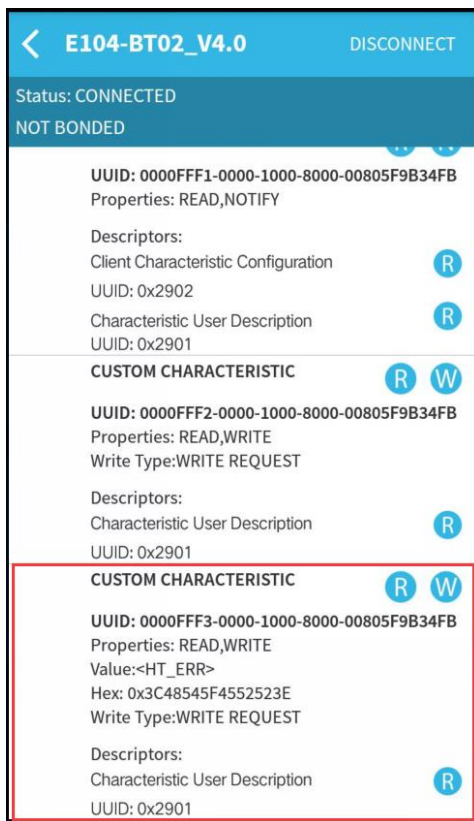 E104-BT02_V4.0 DISCONNECT
Status: CONNECTED
NOT BONDED
UUID: 0000FFF1-0000-1000-8000-00805F9B34FB
Properties: READ,NOTIFY
Descriptors:
Client Characteristic Configuration R
UUID: 0x2902
Characteristic User Description R
UUID: 0x2901
CUSTOM CHARACTERISTIC R W
UUID: 0000FFF2-0000-1000-8000-00805F9B34FB
Properties: READ,WRITE
Write Type:WRITE REQUEST
Descriptors:
Characteristic User Description R
UUID: 0x2901
CUSTOM CHARACTERISTIC R W
UUID: 0000FFF3-0000-1000-8000-00805F9B34FB
Properties: READ,WRITE
Value:<HT_ERR>
Hex: 0x3C48545F4552523E
Write Type:WRITE REQUEST
Descriptors:
Characteristic User Description R
UUID: 0x2901